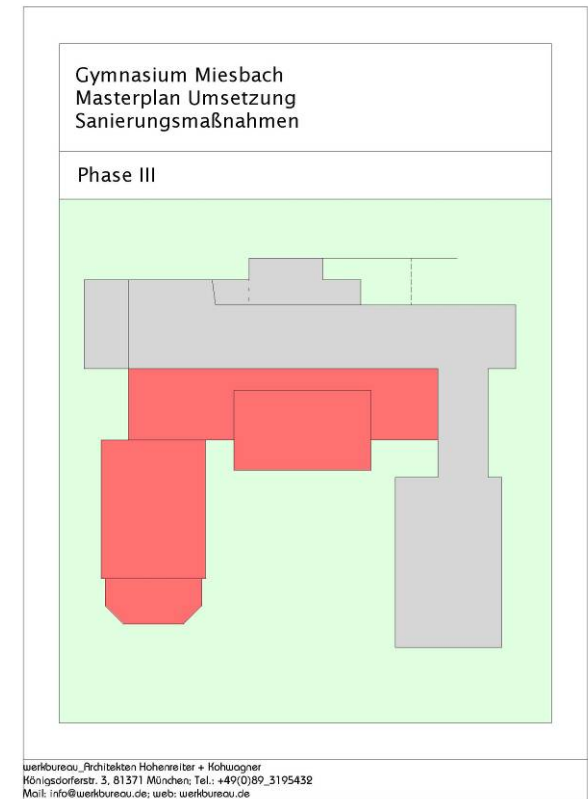 Gymnasium Miesbach
Masterplan Umsetzung
Sanierungsmaßnahmen
Phase III
werkbureau_Architekten Hohenreiter + Kohwagner
Königsdorferstr. 3, 81371 München; Tel.: +49(0)89_3195432
Mail: info@werkbureau.de; web: werkbureau.de